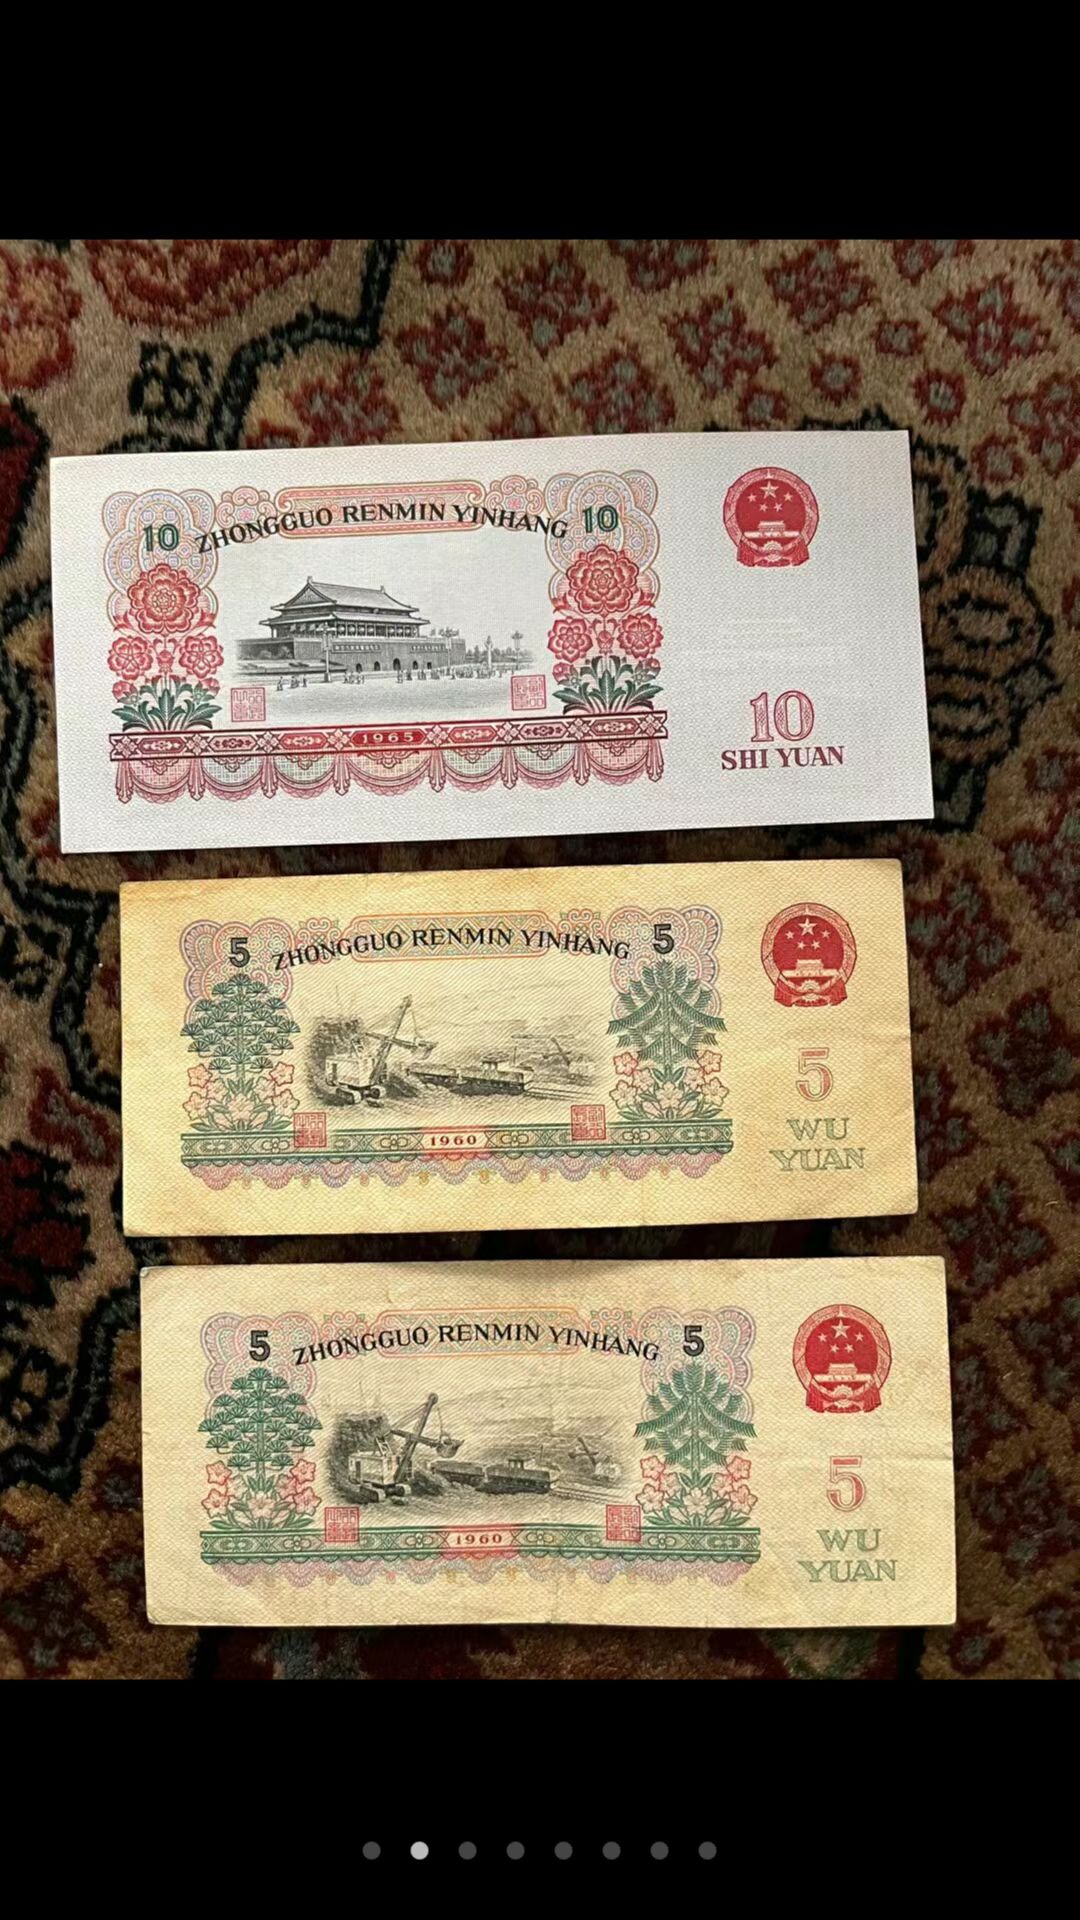 10 ZHONGGUO RENMIN YINHANG 10
1965
10
SHI YUAN
5 ZHONGGUO RENMIN YINHANG 5
1960
5
WU
YUAN
5 ZHONGGUO RENMIN YINHANG 5
1960
5
WU
YUAN